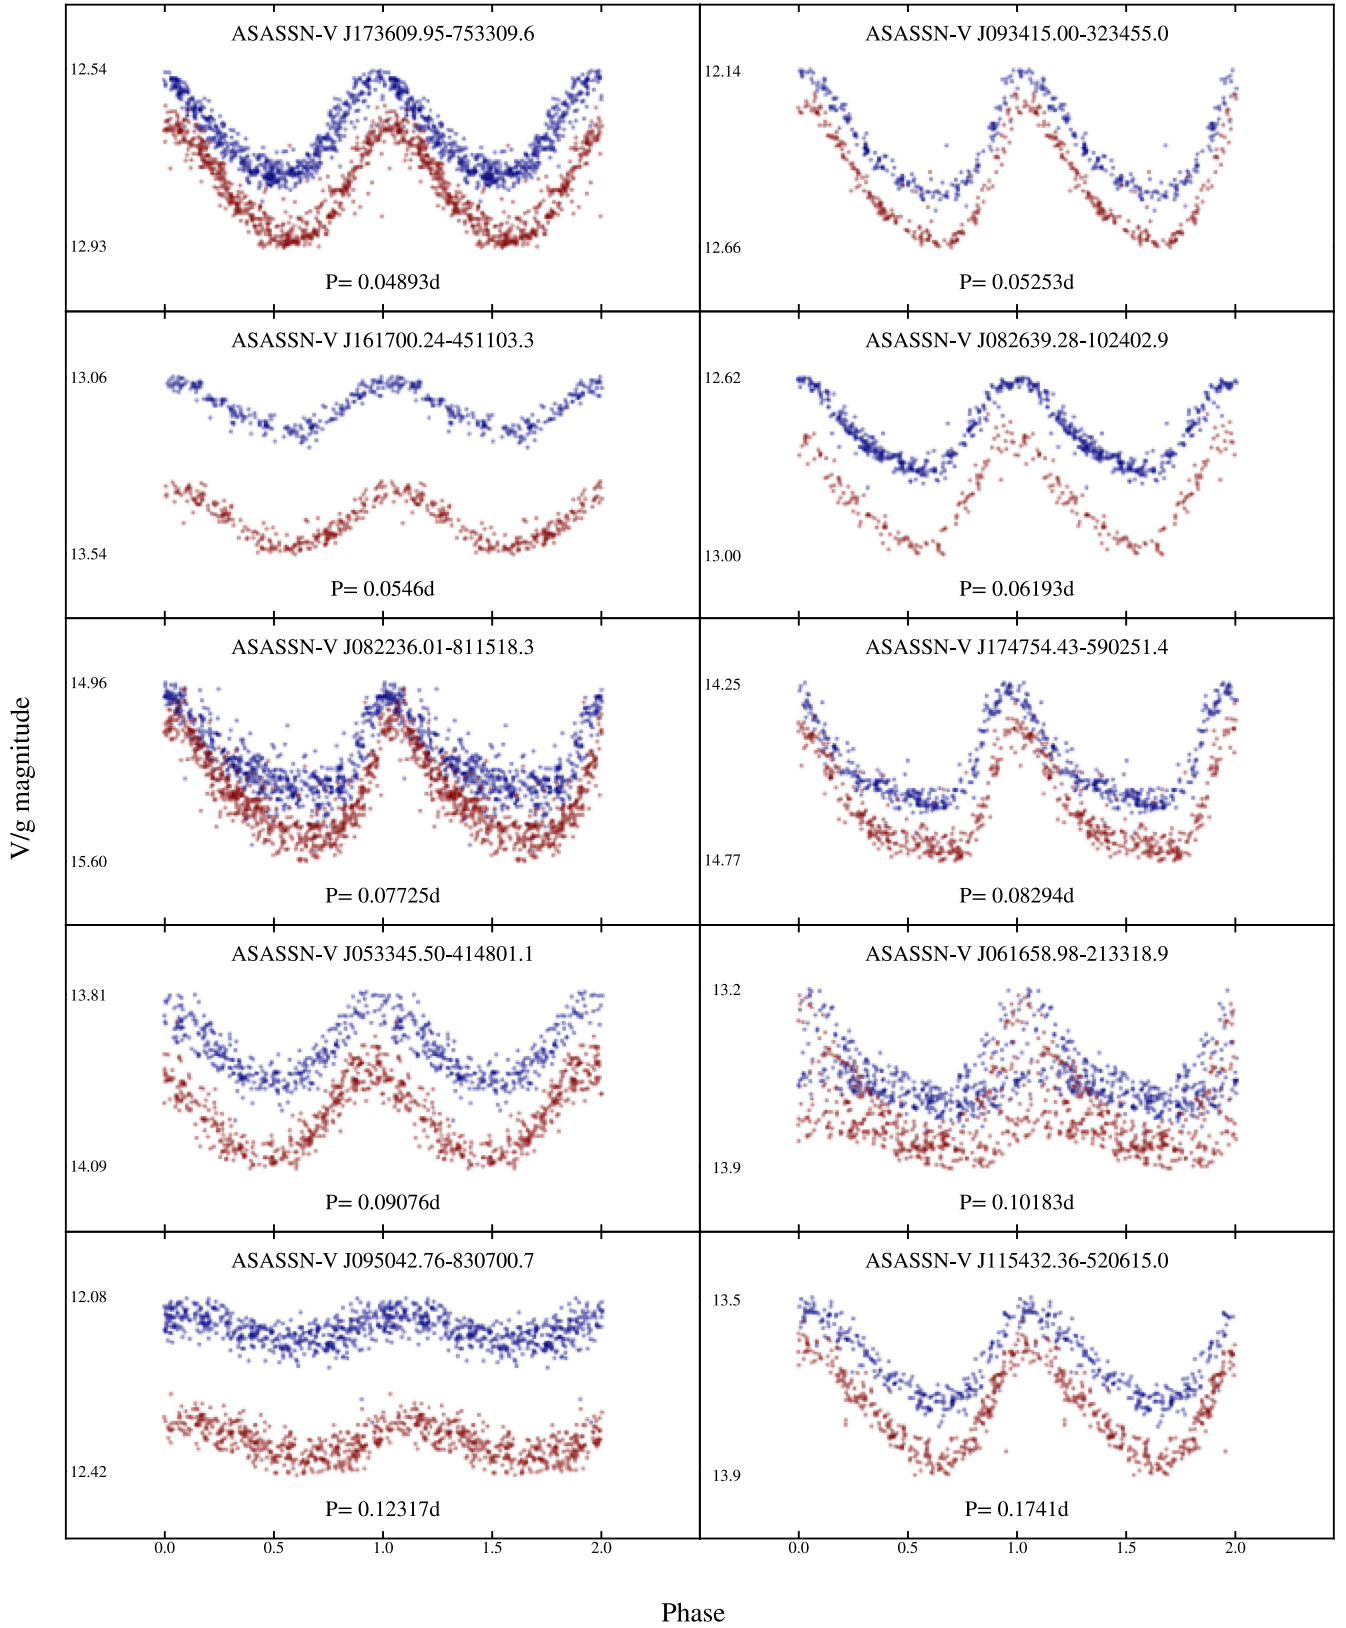 ASASSN-V J173609.95-753309.6
12.54
12.93
P= 0.04893d
ASASSN-V J093415.00-323455.0
12.14
12.66
P= 0.05253d
ASASSN-V J161700.24-451103.3
13.06
13.54
P= 0.0546d
ASASSN-V J082639.28-102402.9
12.62
13.00
P= 0.06193d
ASASSN-V J082236.01-811518.3
14.96
15.60
P= 0.07725d
ASASSN-V J174754.43-590251.4
14.25
14.77
P= 0.08294d
ASASSN-V J053345.50-414801.1
13.81
14.09
P= 0.09076d
ASASSN-V J061658.98-213318.9
13.2
13.9
P= 0.10183d
ASASSN-V J095042.76-830700.7
12.08
12.42
P= 0.12317d
ASASSN-V J115432.36-520615.0
13.5
13.9
P= 0.1741d
0.0 0.5 1.0 1.5 2.0
0.0 0.5 1.0 1.5 2.0
V/g magnitude
Phase